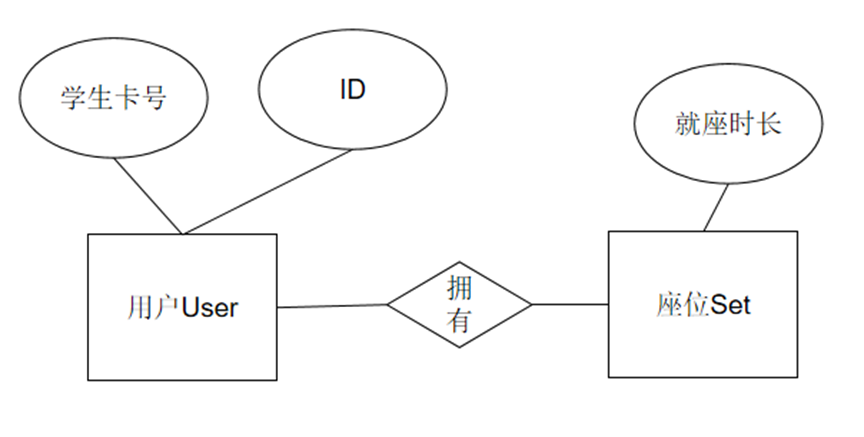 学生卡号
ID
就座时长
用户User
拥
有
座位Set